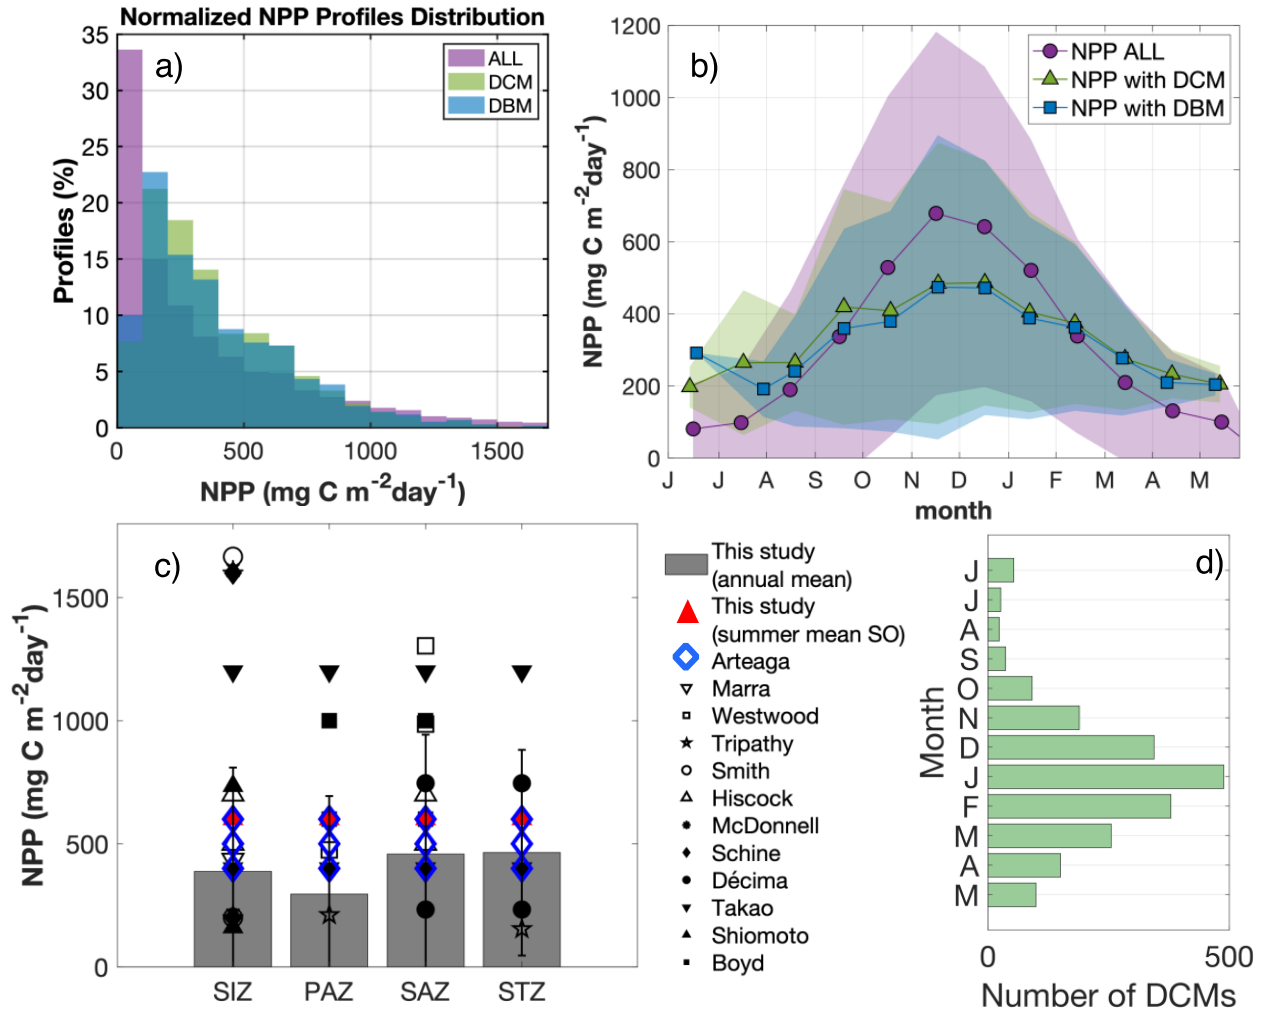 Normalized NPP Profiles Distribution
a)
ALL
DCM
DBM
Profiles (%)
35
30
25
20
15
10
5
0
0 500 1000 1500
NPP (mg C m-2day-1)
b)
NPP ALL
NPP with DCM
NPP with DBM
NPP (mg C m-2day-1)
1200
1000
800
600
400
200
0
J J A S O N D J F M A M
month
c)
NPP (mg C m-2day-1)
1500
1000
500
0
SIZ PAZ SAZ STZ
This study
(annual mean)
This study
(summer mean SO)
Arteaga
Marra
Westwood
Tripathy
Smith
Hiscock
McDonnell
Schine
Décima
Takao
Shiomoto
Boyd
d)
Month
J
J
A
S
O
N
D
J
F
M
A
M
0 500
Number of DCMs